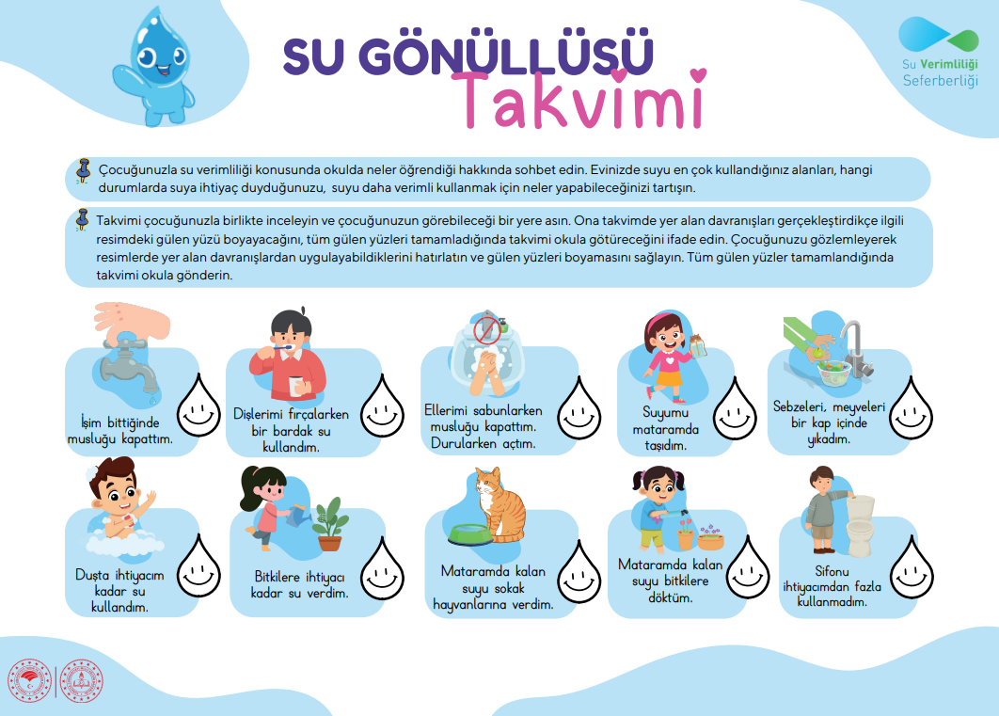 SU GÖNÜLLÜSÜ
Takvimi
Su Verimliliği
Seferberliği
Çocuğunuzla su verimliliği konusunda okulda neler öğrendiği hakkında sohbet edin. Evinizde suyu en çok kullandığınız alanları, hangi
durumlarda suya ihtiyaç duyduğunuzu, suyu daha verimli kullanmak için neler yapabileceğinizi tartışın.
Takvimi çocuğunuzla birlikte inceleyin ve çocuğunuzun görebileceği bir yere asın. Ona takvimde yer alan davranışları gerçekleştirdikçe ilgili
resimdeki gülen yüzü boyayacağını, tüm gülen yüzleri tamamladığında takvimi okula götüreceğini ifade edin. Çocuğunuzu gözlemleyerek
resimlerde yer alan davranışlardan uygulayabildiklerini hatırlatın ve gülen yüzleri boyamasını sağlayın. Tüm gülen yüzler tamamlandığında
takvimi okula gönderin.
İşim bittiğinde
musluğu kapattım.
Dişlerimi fırçalarken
bir bardak su
kullandım.
Ellerimi sabunlarken
musluğu kapattım.
Durularken açtım.
Suyumu
mataramda
taşıdım.
Sebzeleri, meyveleri
bir kap içinde
yıkadım.
Duşta ihtiyacım
kadar su
kullandım.
Bitkilere ihtiyacı
kadar su verdim.
Mataramda kalan
suyu sokak
hayvanlarına verdim.
Mataramda kalan
suyu bitkilere
döktüm.
Sifonu
ihtiyacımdan fazla
kullanmadım.